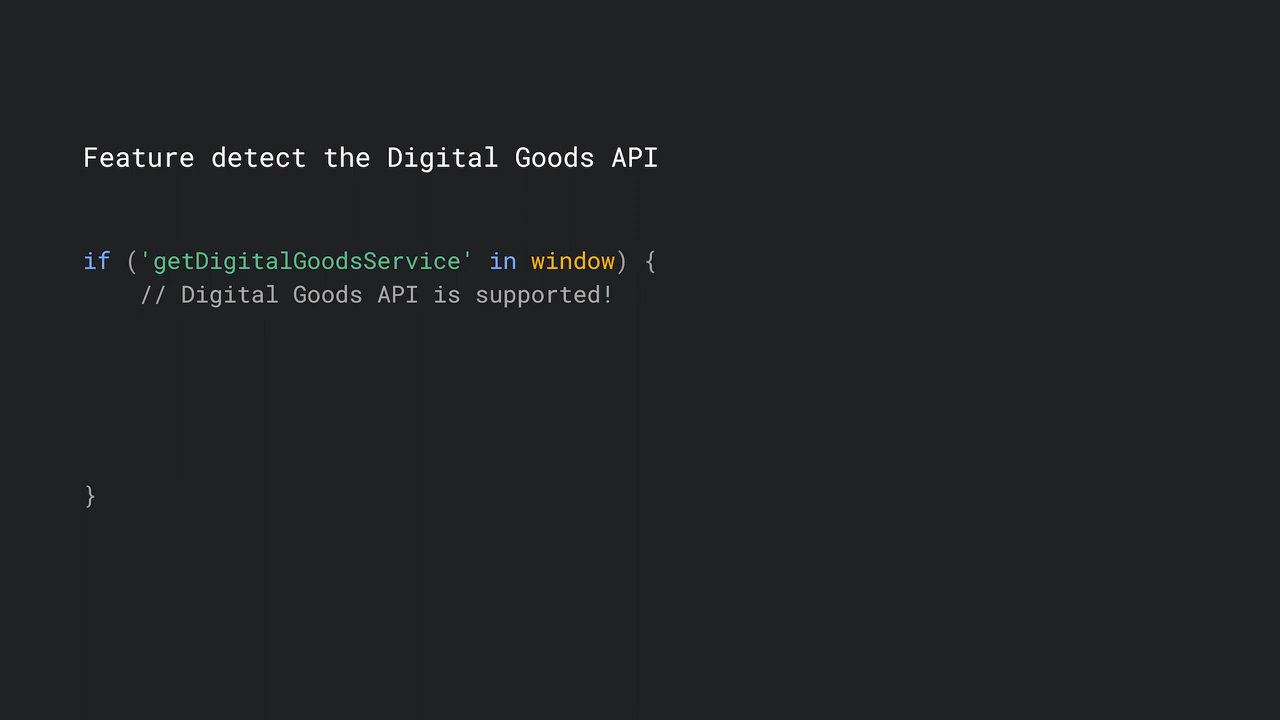 Feature detect the Digital Goods API
if ('getDigitalGoodsService' in window) {
    // Digital Goods API is supported!
}